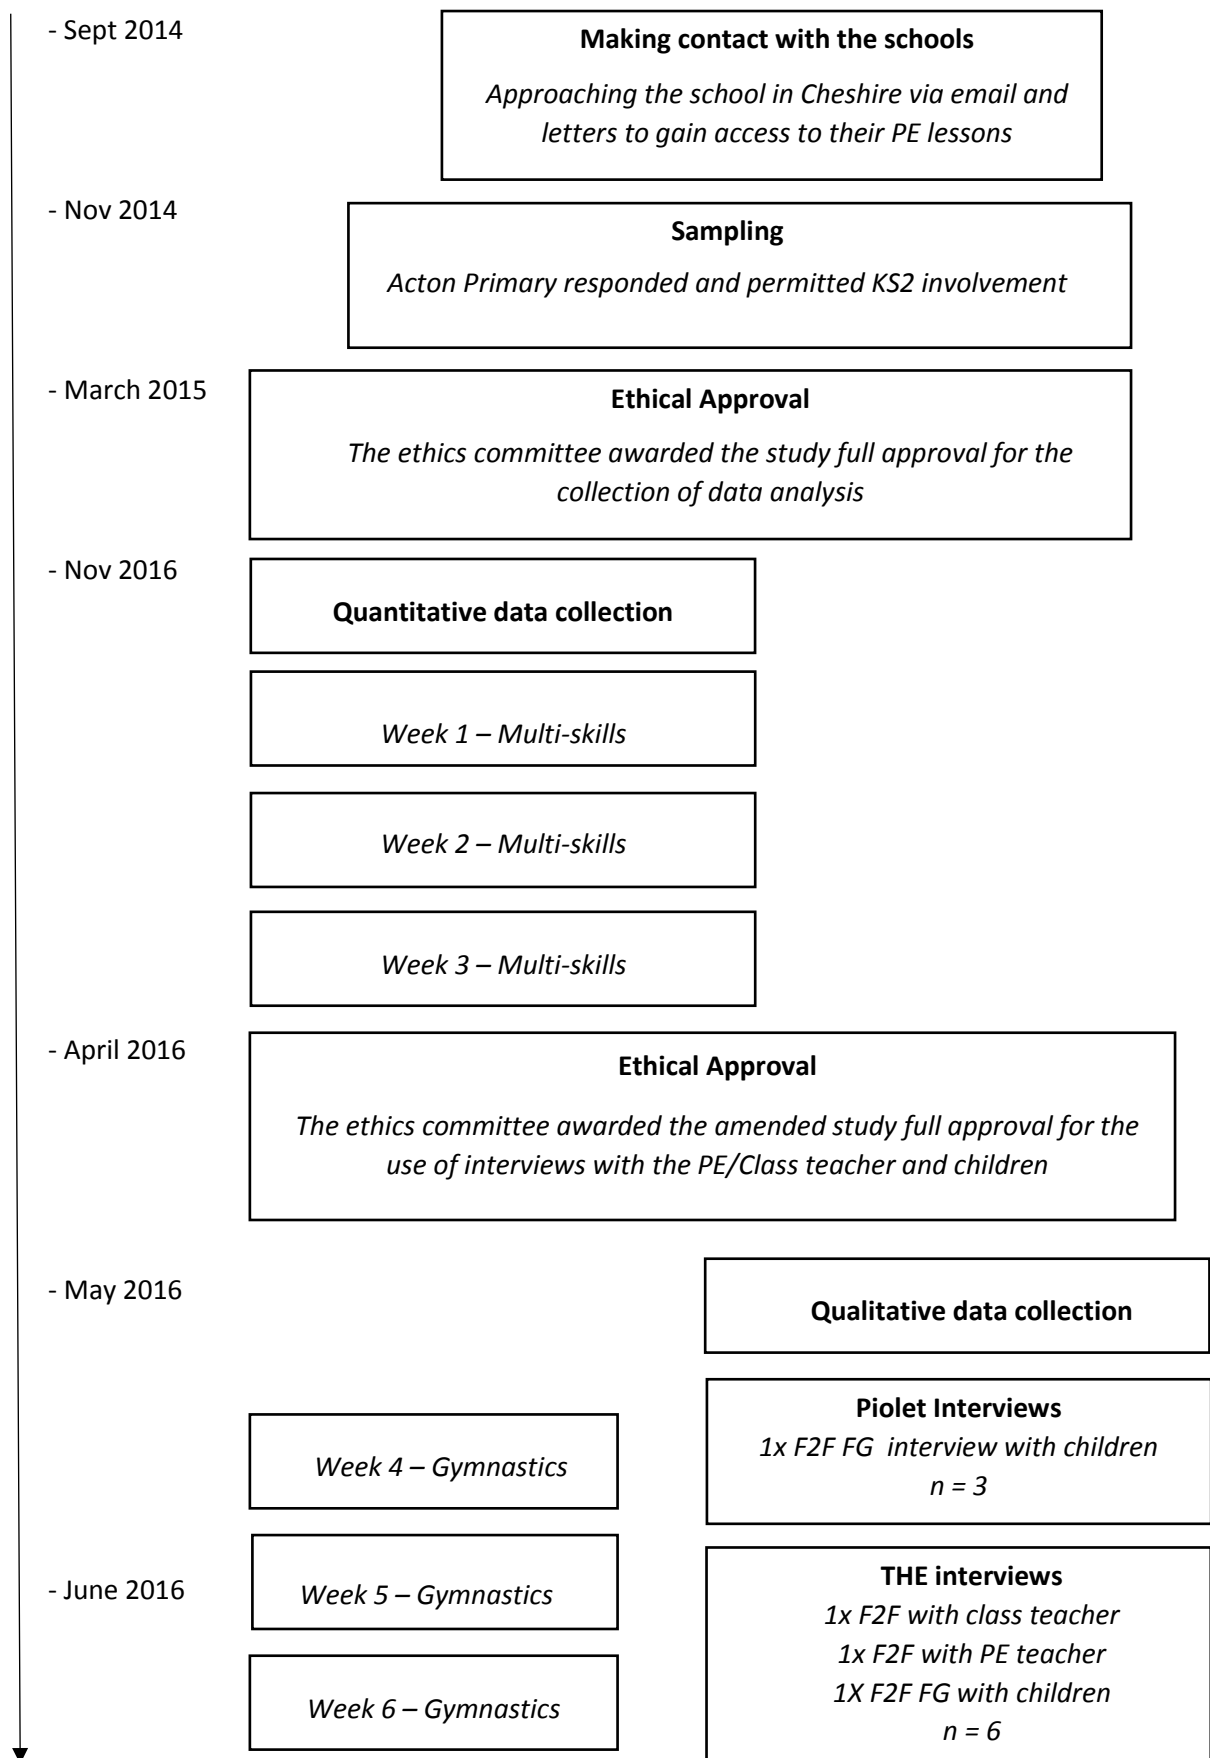 - Sept 2014
Making contact with the schools
Approaching the school in Cheshire via email and
letters to gain access to their PE lessons
- Nov 2014
Sampling
Acton Primary responded and permitted KS2 involvement
- March 2015
Ethical Approval
The ethics committee awarded the study full approval for the
collection of data analysis
- Nov 2016
Quantitative data collection
Week 1 – Multi-skills
Week 2 – Multi-skills
Week 3 – Multi-skills
- April 2016
Ethical Approval
The ethics committee awarded the amended study full approval for the
use of interviews with the PE/Class teacher and children
- May 2016
Qualitative data collection
Piolet Interviews
1x F2F FG interview with children
n = 3
Week 4 – Gymnastics
- June 2016
Week 5 – Gymnastics
Week 6 – Gymnastics
THE interviews
1x F2F with class teacher
1x F2F with PE teacher
1X F2F FG with children
n = 6